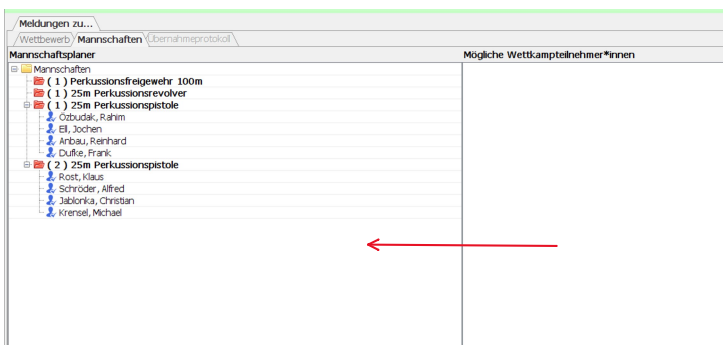 Meldungen zu...
Wettbewerb Mannschaften Übernahmeprotokoll
Mannschaftsplaner Mögliche Wettkampteilnehmer*innen
Mannschaften
( 1 ) Perkussionsfreigewehr 100m
( 1 ) 25m Perkussionsrevolver
( 1 ) 25m Perkussionspistole
Özbudak, Rahim
Ell, Jochen
Anbau, Reinhard
Dufke, Frank
( 2 ) 25m Perkussionspistole
Rost, Klaus
Schröder, Alfred
Jablonka, Christian
Krensel, Michael